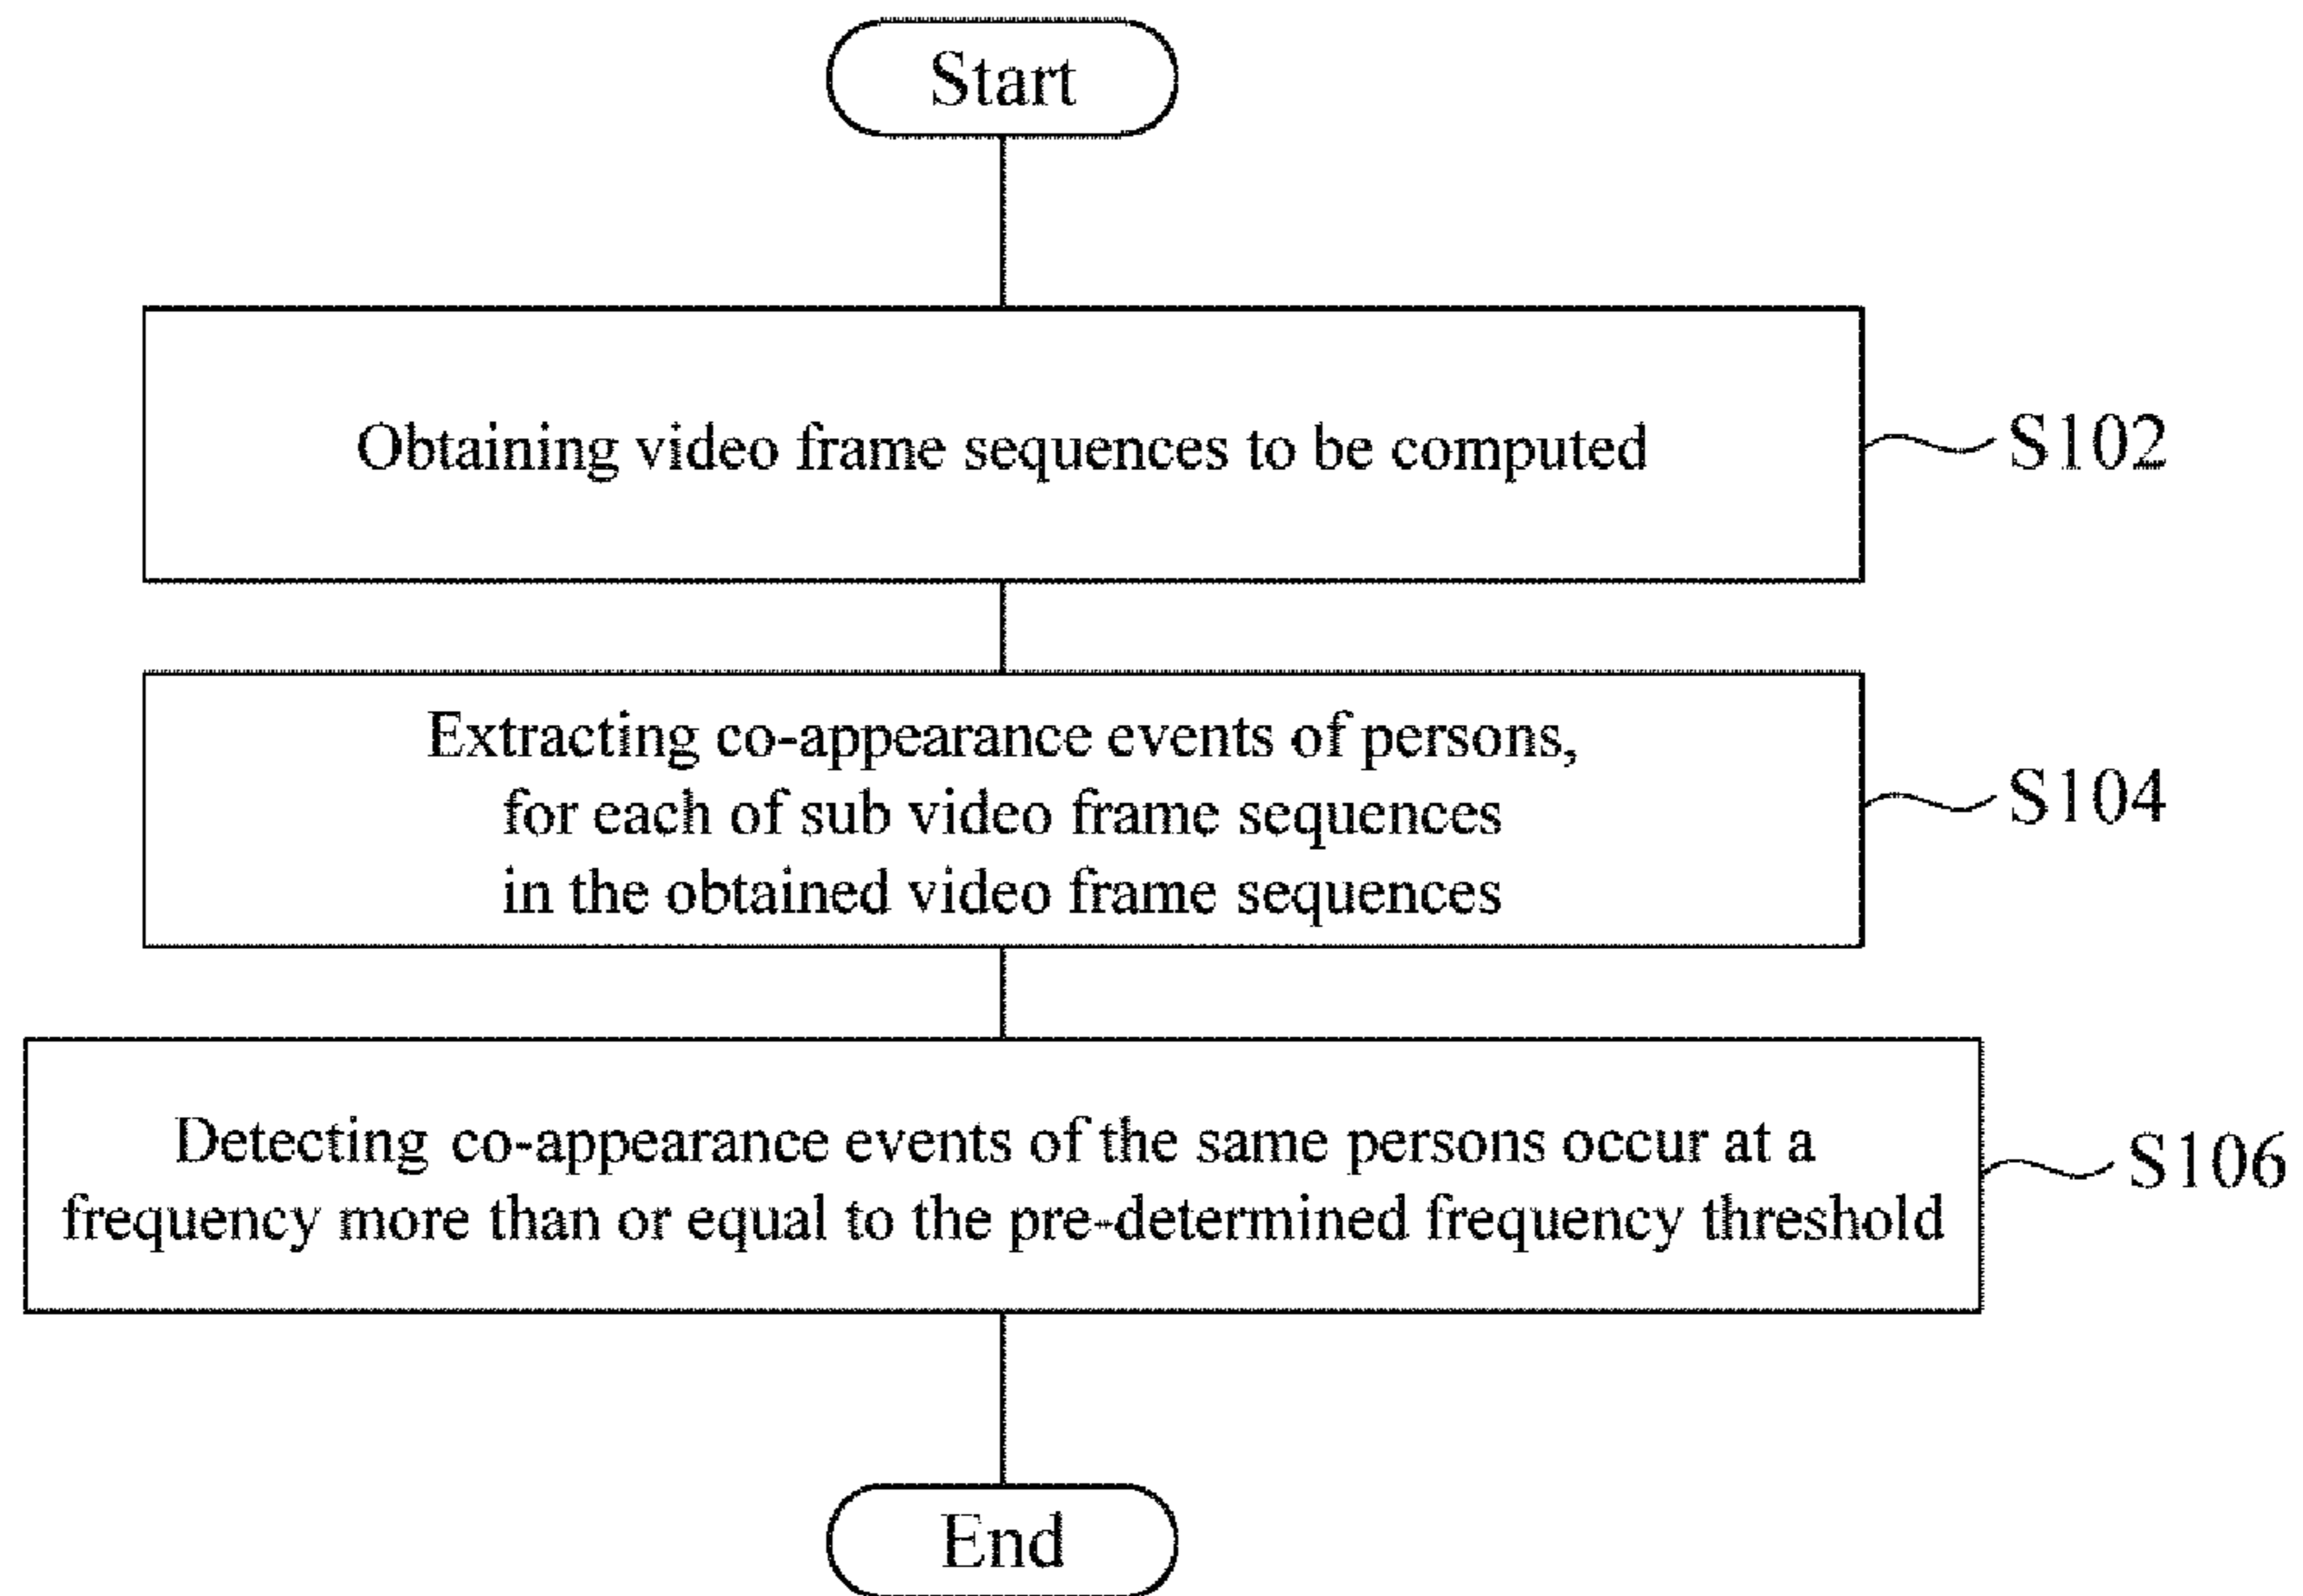 Start
Obtaining video frame sequences to be computed
S102
Extracting co-appearance events of persons,
for each of sub video frame sequences
in the obtained video frame sequences
S104
Detecting co-appearance events of the same persons occur at a
frequency more than or equal to the pre-determined frequency threshold
S106
End